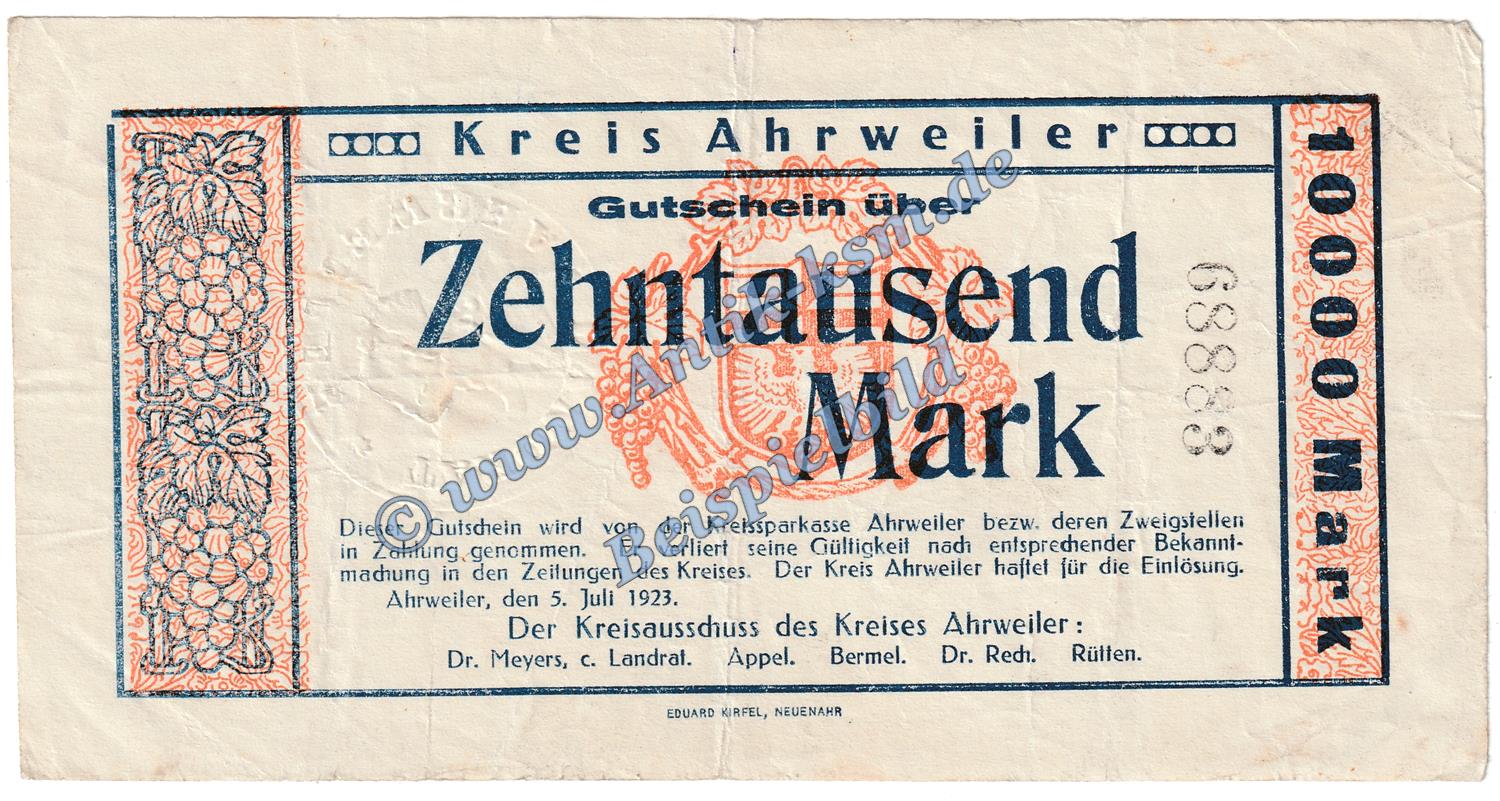 Kreis Ahrweiler
Gutschein über
Zehntausend
Mark
68883
10000 Mark
Dieser Gutschein wird von der Kreissparkasse Ahrweiler bezw. deren Zweigstellen
in Zahlung genommen. Er verliert seine Gültigkeit nach entsprechender Bekannt-
machung in den Zeitungen des Kreises. Der Kreis Ahrweiler haftet für die Einlösung.
Ahrweiler, den 5. Juli 1923.
Der Kreisausschuss des Kreises Ahrweiler:
Dr. Meyers, c. Landrat. Appel. Bermel. Dr. Rech. Rütten.
EDUARD KIRFEL, NEUENAHR
© www.Antik-ksm.de
Beispielbild